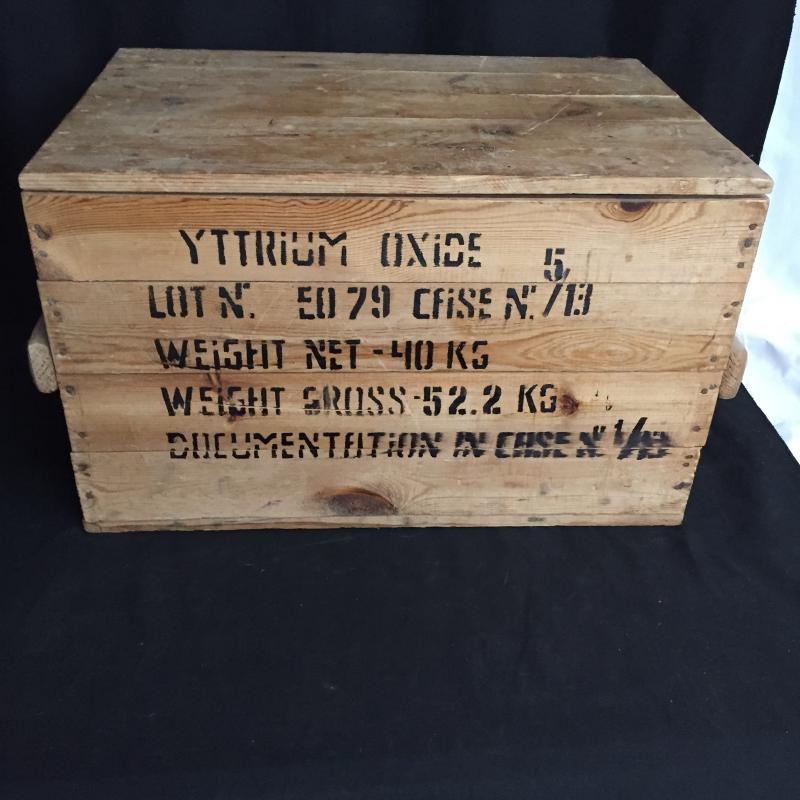 YTTRiUM OXiDE
LOT N. EO 79 CASE N. 5/13
WEiGHT NET - 40 KG
WEiGHT GROSS - 52.2 KG
DOCUMENTATiON IN CASE N 1/13